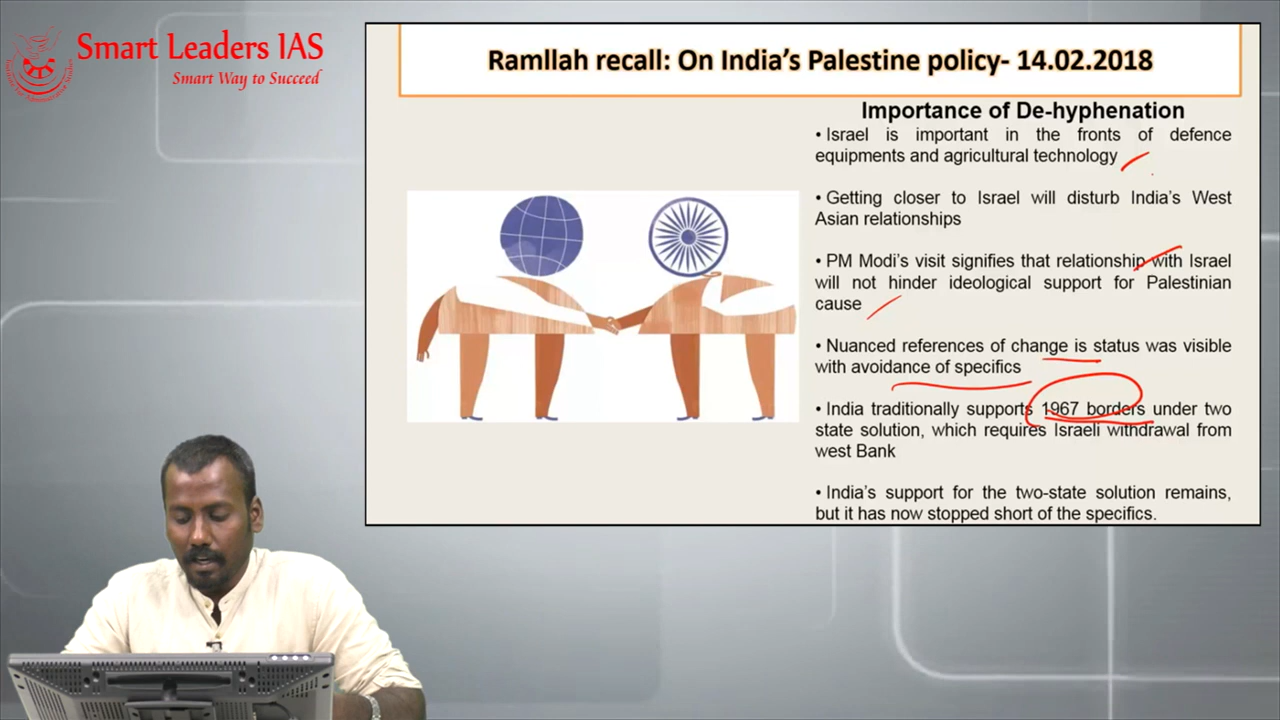 Smart Leaders IAS
Smart Way to Succeed
Ramllah recall: On India's Palestine policy- 14.02.2018
Importance of De-hyphenation
• Israel is important in the fronts of defence
equipments and agricultural technology
• Getting closer to Israel will disturb India's West
Asian relationships
• PM Modi's visit signifies that relationship with Israel
will not hinder ideological support for Palestinian
cause
• Nuanced references of change is status was visible
with avoidance of specifics
• India traditionally supports 1967 borders under two
state solution, which requires Israeli withdrawal from
west Bank
• India's support for the two-state solution remains,
but it has now stopped short of the specifics.